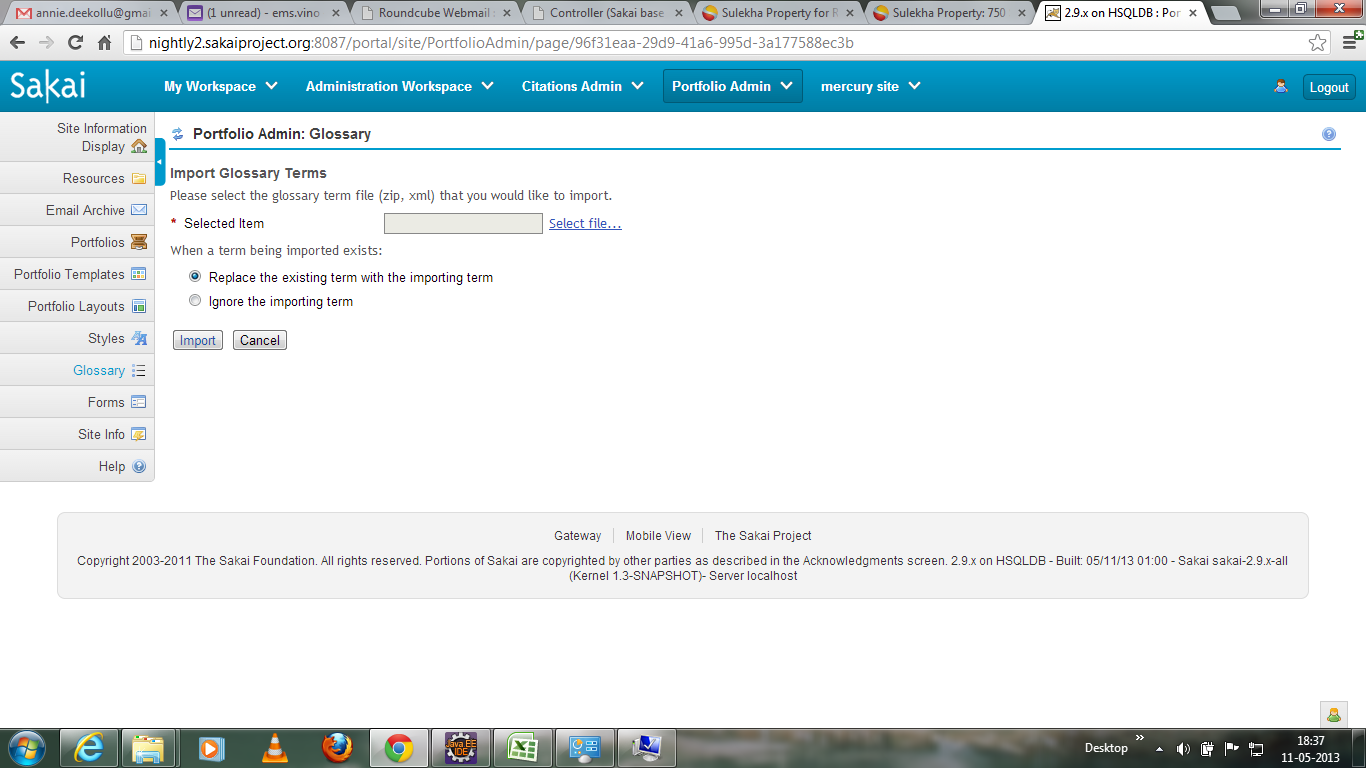 annie.deekollu@gmai
(1 unread) - ems.vino
Roundcube Webmail :
Controller (Sakai base
Sulekha Property for R
Sulekha Property: 750
2.9.x on HSQLDB : Por
nightly2.sakaiproject.org:8087/portal/site/PortfolioAdmin/page/96f31eaa-29d9-41a6-995d-3a177588ec3b
Sakai
My Workspace
Administration Workspace
Citations Admin
Portfolio Admin
mercury site
Logout
Site Information
Display
Resources
Email Archive
Portfolios
Portfolio Templates
Portfolio Layouts
Styles
Glossary
Forms
Site Info
Help
Portfolio Admin: Glossary
Import Glossary Terms
Please select the glossary term file (zip, xml) that you would like to import.
* Selected Item
Select file...
When a term being imported exists:
Replace the existing term with the importing term
Ignore the importing term
Import
Cancel
Gateway
Mobile View
The Sakai Project
Copyright 2003-2011 The Sakai Foundation. All rights reserved. Portions of Sakai are copyrighted by other parties as described in the Acknowledgments screen. 2.9.x on HSQLDB - Built: 05/11/13 01:00 - Sakai sakai-2.9.x-all
(Kernel 1.3-SNAPSHOT)- Server localhost
Java EE
IDE
Desktop
18:37
11-05-2013